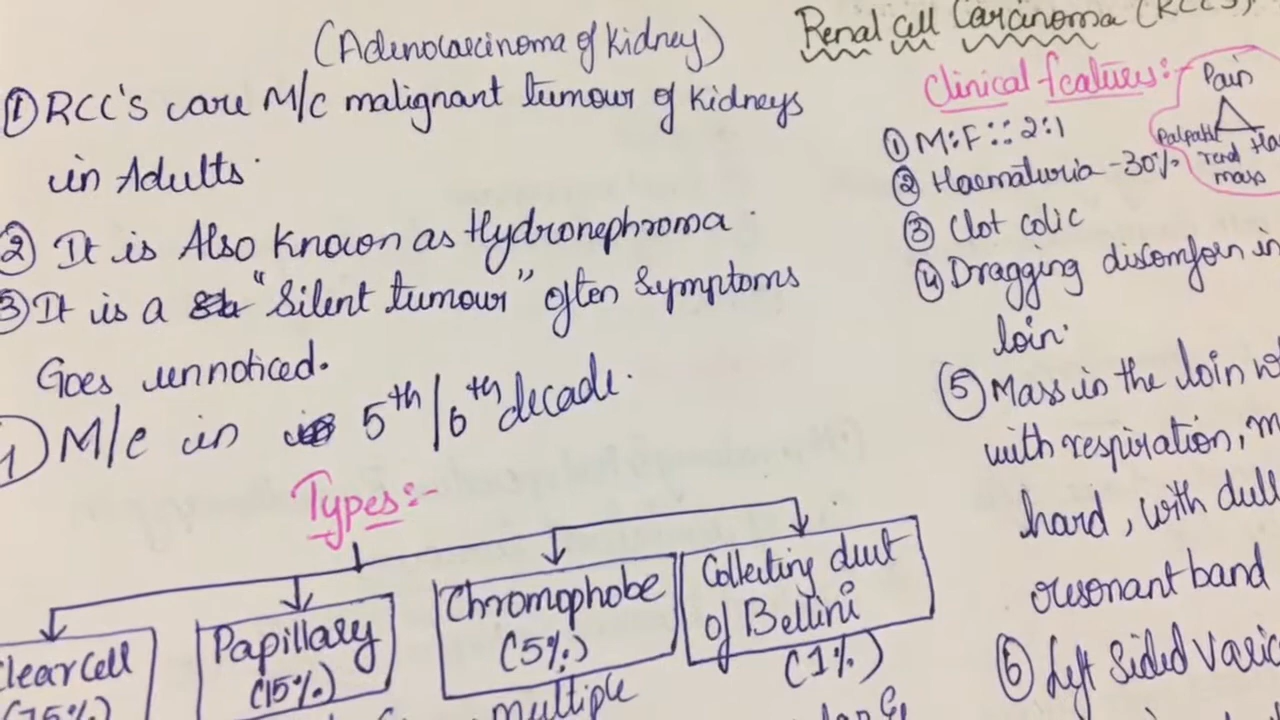 Renal Cell Carcinoma (RCC's).
(Adenocarcinoma of Kidney)
① RCC's are M/c malignant tumour of kidneys
in Adults.
② It is Also Known as Hydronephroma.
③ It is a "Silent tumour" often Symptoms
Goes unnoticed.
M/c in 5th/6th decade.
Types:-
Clear cell
(75%)
Papillary
(15%)
Chromophobe
(5%)
multiple
Collecting duct
of Bellini
(1%)
Clinical features:-
Pain
Palpable
renal
mass
① M:F::2:1
② Haematuria -30%
③ Clot colic
④ Dragging discomfort in
loin.
⑤ Mass in the loin
with respiration,
hard, with dull
resonant band
⑥ Left Sided